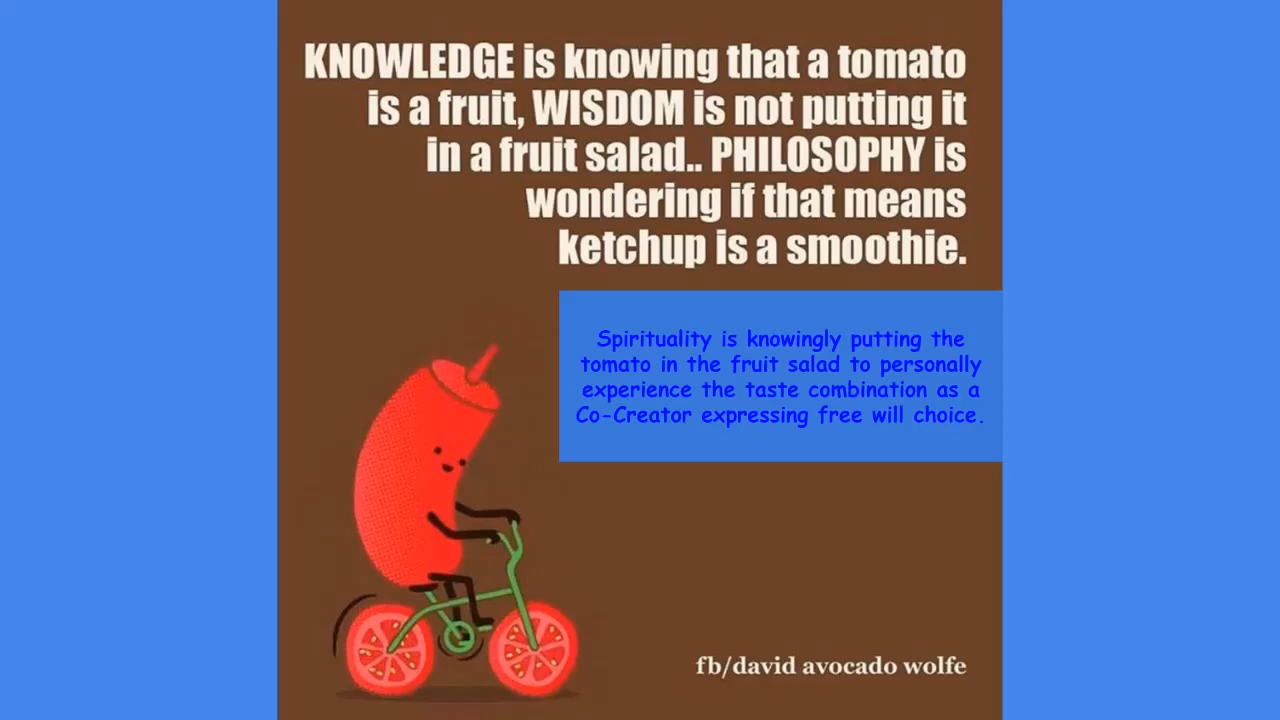 KNOWLEDGE is knowing that a tomato
is a fruit, WISDOM is not putting it
in a fruit salad.. PHILOSOPHY is
wondering if that means
ketchup is a smoothie.
Spirituality is knowingly putting the
tomato in the fruit salad to personally
experience the taste combination as a
Co-Creator expressing free will choice.
fb/david avocado wolfe